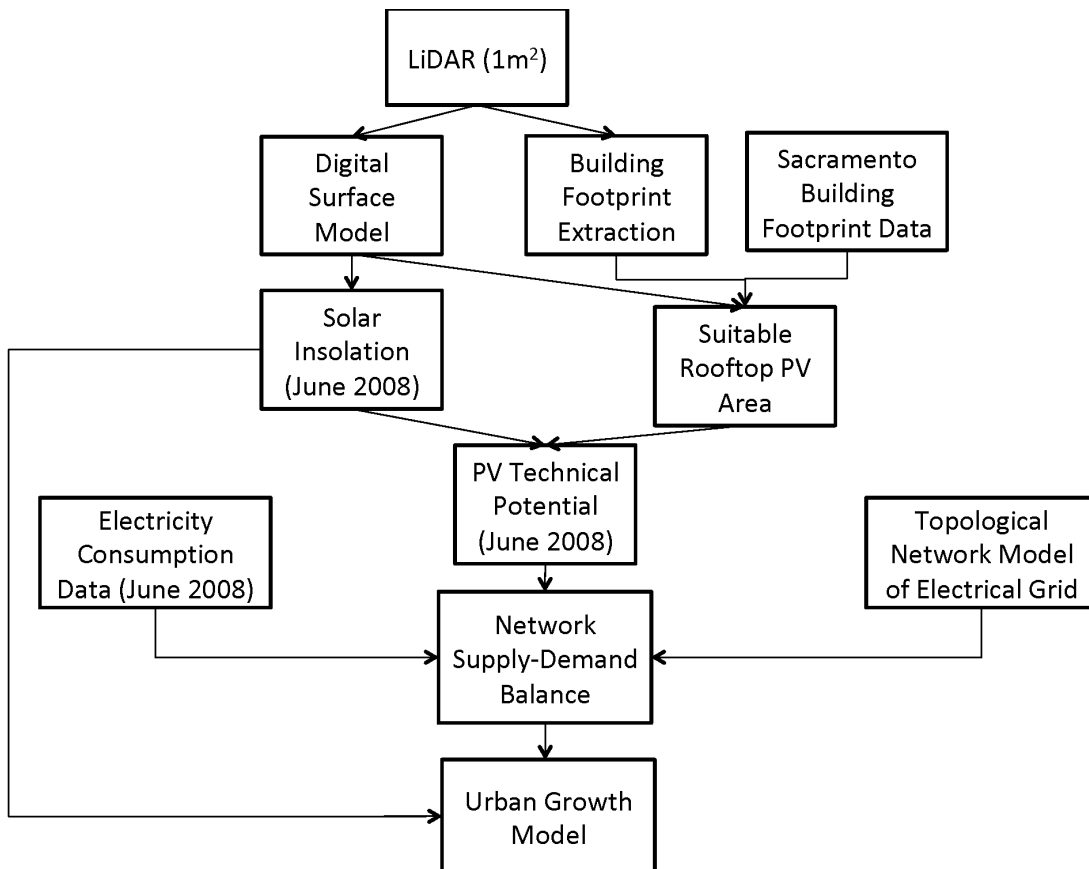 LiDAR (1m²)
Digital
Surface
Model
Building
Footprint
Extraction
Sacramento
Building
Footprint Data
Solar
Insolation
(June 2008)
Suitable
Rooftop PV
Area
PV Technical
Potential
(June 2008)
Electricity
Consumption
Data (June 2008)
Topological
Network Model
of Electrical Grid
Network
Supply-Demand
Balance
Urban Growth
Model